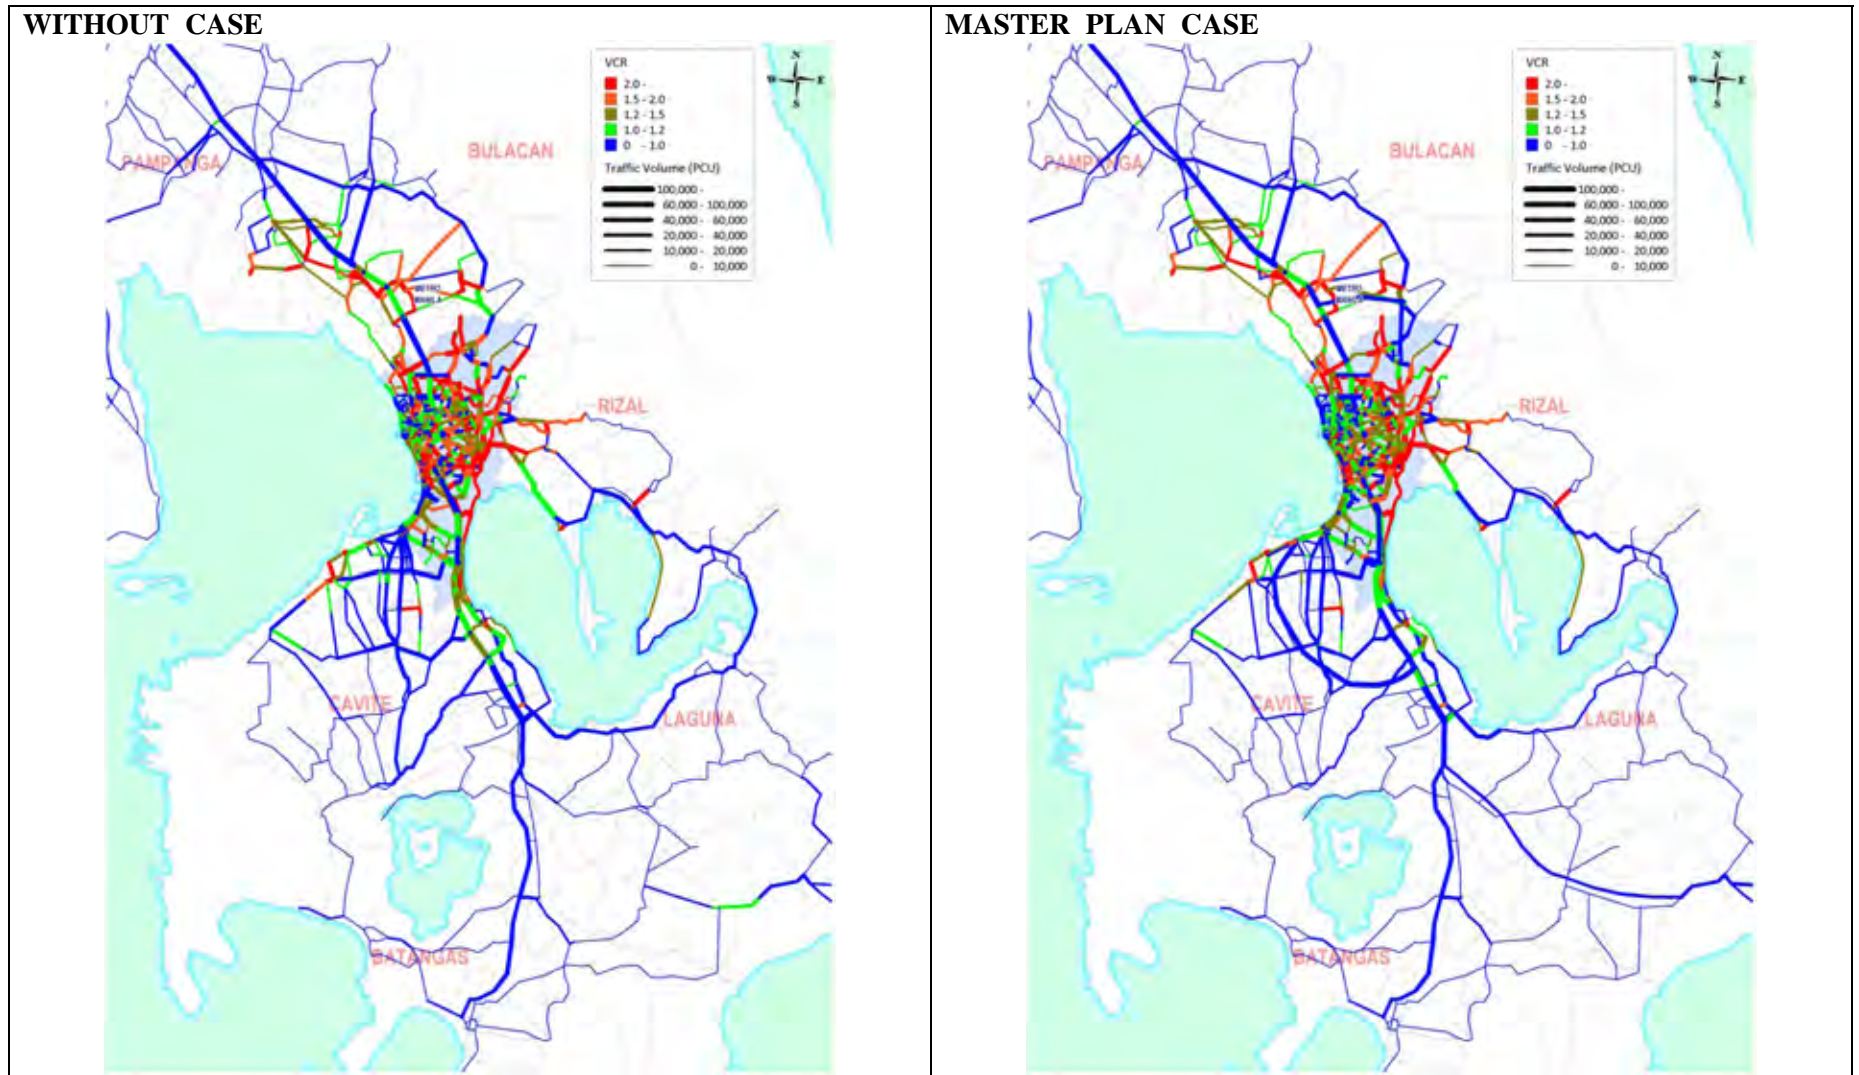 WITHOUT CASE
N
W E
S
VCR
2.0 -
1.5 - 2.0
1.2 - 1.5
1.0 - 1.2
0 - 1.0
Traffic Volume (PCU)
100,000 -
60,000 - 100,000
40,000 - 60,000
20,000 - 40,000
10,000 - 20,000
0 - 10,000
BULACAN
PAMPANGA
METRO
MANILA
RIZAL
CAVITE
LAGUNA
BATANGAS
MASTER PLAN CASE
N
W E
S
VCR
2.0 -
1.5 - 2.0
1.2 - 1.5
1.0 - 1.2
0 - 1.0
Traffic Volume (PCU)
100,000 -
60,000 - 100,000
40,000 - 60,000
20,000 - 40,000
10,000 - 20,000
0 - 10,000
BULACAN
PAMPANGA
METRO
MANILA
RIZAL
CAVITE
LAGUNA
BATANGAS